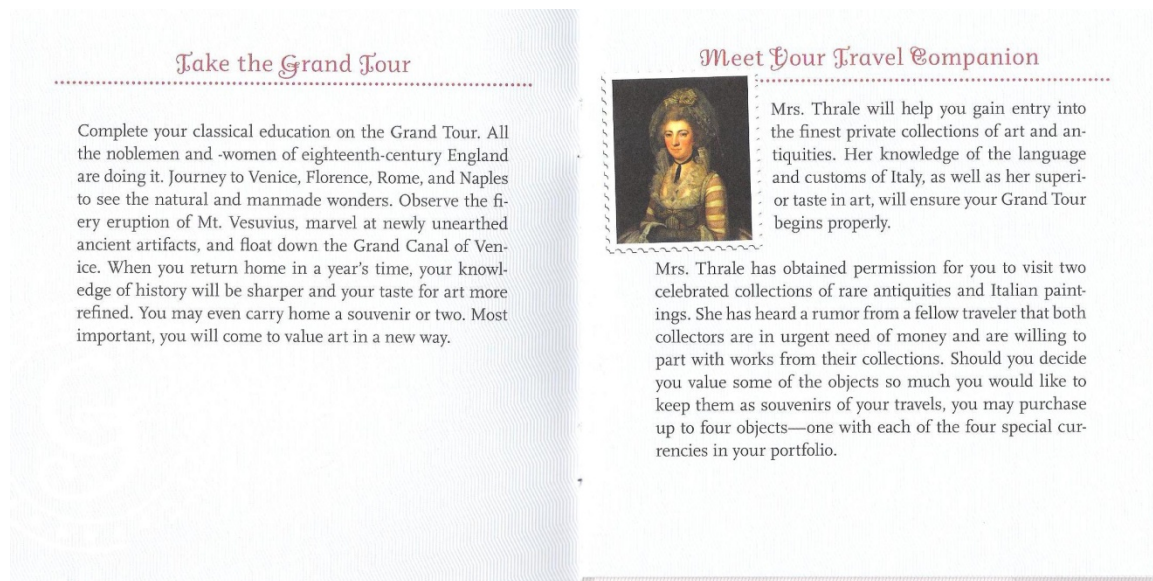 Take the Grand Tour
Complete your classical education on the Grand Tour. All
the noblemen and -women of eighteenth-century England
are doing it. Journey to Venice, Florence, Rome, and Naples
to see the natural and manmade wonders. Observe the fi-
ery eruption of Mt. Vesuvius, marvel at newly unearthed
ancient artifacts, and float down the Grand Canal of Ven-
ice. When you return home in a year's time, your knowl-
edge of history will be sharper and your taste for art more
refined. You may even carry home a souvenir or two. Most
important, you will come to value art in a new way.
Meet Your Travel Companion
Mrs. Thrale will help you gain entry into
the finest private collections of art and an-
tiquities. Her knowledge of the language
and customs of Italy, as well as her superi-
or taste in art, will ensure your Grand Tour
begins properly.
Mrs. Thrale has obtained permission for you to visit two
celebrated collections of rare antiquities and Italian paint-
ings. She has heard a rumor from a fellow traveler that both
collectors are in urgent need of money and are willing to
part with works from their collections. Should you decide
you value some of the objects so much you would like to
keep them as souvenirs of your travels, you may purchase
up to four objects—one with each of the four special cur-
rencies in your portfolio.